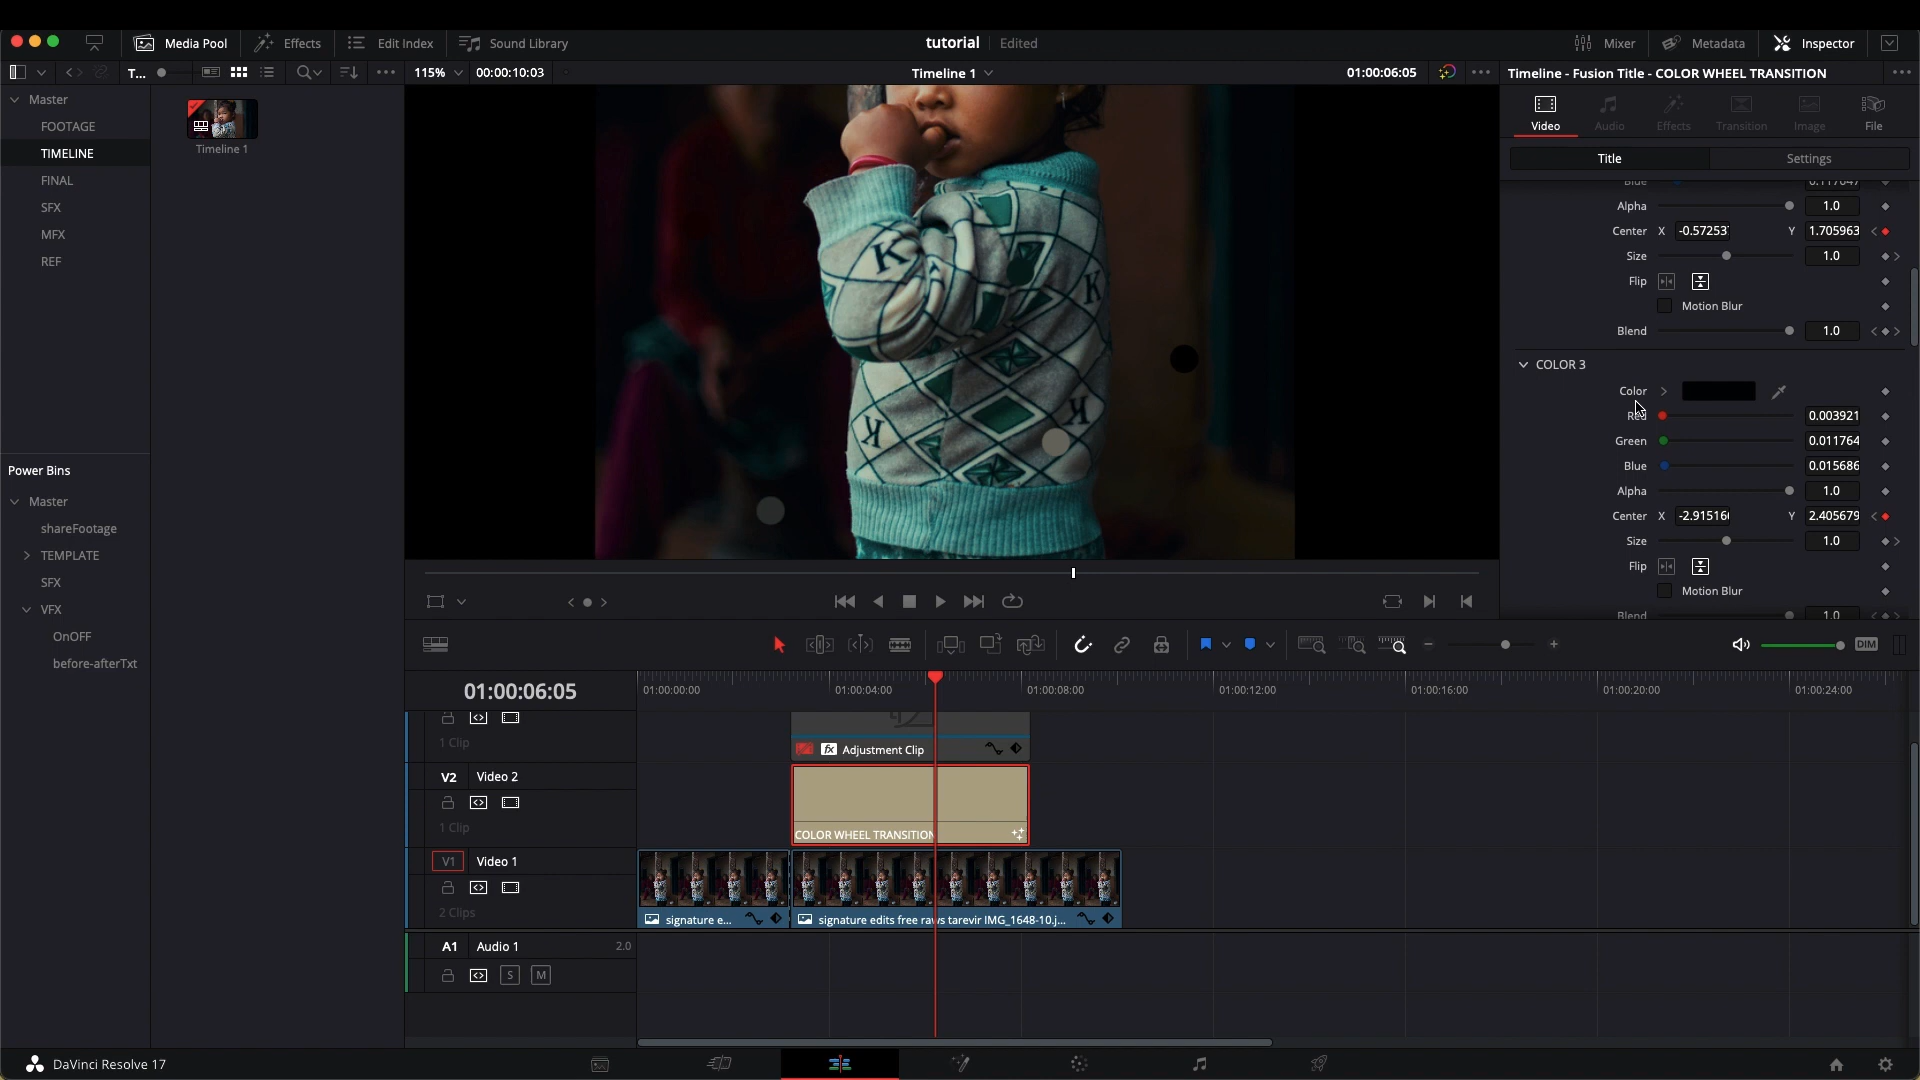 Media Pool
Effects
Edit Index
Sound Library
tutorial
Edited
Mixer
Metadata
Inspector
T...
115%
00:00:10:03
Timeline 1
01:00:06:05
Timeline - Fusion Title - COLOR WHEEL TRANSITION
Master
FOOTAGE
TIMELINE
FINAL
SFX
MFX
REF
Timeline 1
Video
Audio
Effects
Transition
Image
File
Title
Settings
Blue 0.117647
Alpha 1.0
Center X -0.57253 Y 1.705963
Size 1.0
Flip
Motion Blur
Blend 1.0
COLOR 3
Color
Red 0.003921
Green 0.011764
Blue 0.015686
Alpha 1.0
Center X -2.91516 Y 2.405679
Size 1.0
Flip
Motion Blur
Blend 1.0
K
K
K
K
Power Bins
Master
shareFootage
TEMPLATE
SFX
VFX
OnOFF
before-afterTxt
DIM
01:00:06:05
01:00:00:00
01:00:04:00
01:00:08:00
01:00:12:00
01:00:16:00
01:00:20:00
01:00:24:00
1 Clip
fx Adjustment Clip
V2 Video 2
1 Clip
COLOR WHEEL TRANSITION
V1 Video 1
2 Clips
signature e...
signature edits free raws tarevir IMG_1648-10.j...
A1 Audio 1 2.0
S M
DaVinci Resolve 17